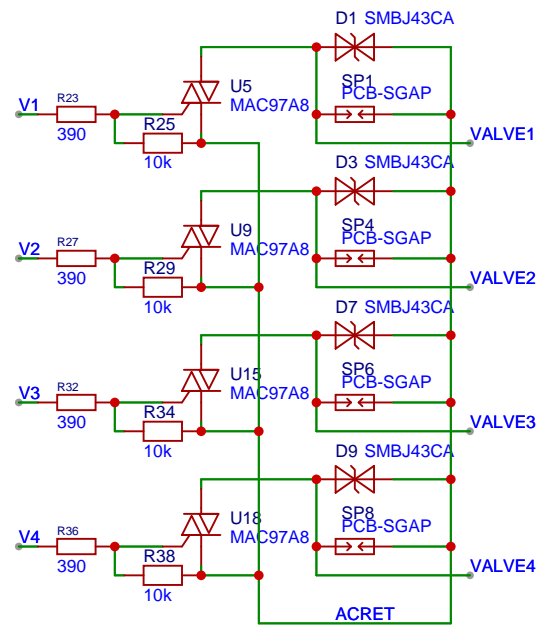 D1 SMBJ43CA
SP1
PCB-SGAP
U5
MAC97A8
V1
R23
390
R25
10k
VALVE1
D3 SMBJ43CA
SP4
PCB-SGAP
U9
MAC97A8
V2
R27
390
R29
10k
VALVE2
D7 SMBJ43CA
SP6
PCB-SGAP
U15
MAC97A8
V3
R32
390
R34
10k
VALVE3
D9 SMBJ43CA
SP8
PCB-SGAP
U18
MAC97A8
V4
R36
390
R38
10k
VALVE4
ACRET